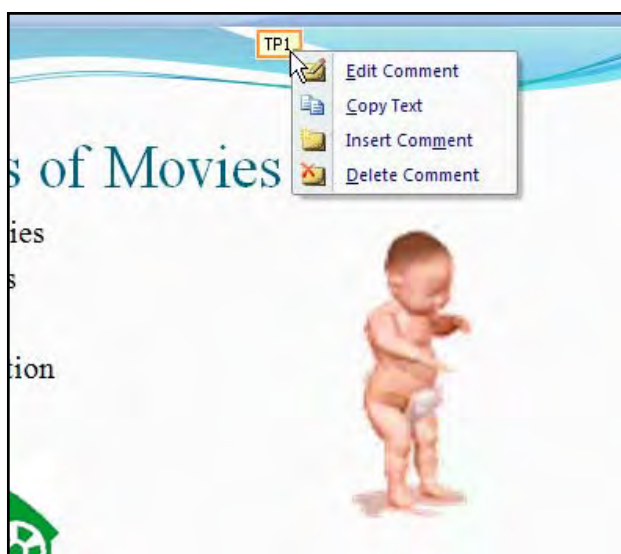 TP1
Edit Comment
Copy Text
Insert Comment
Delete Comment
s of Movies
ies
s
tion